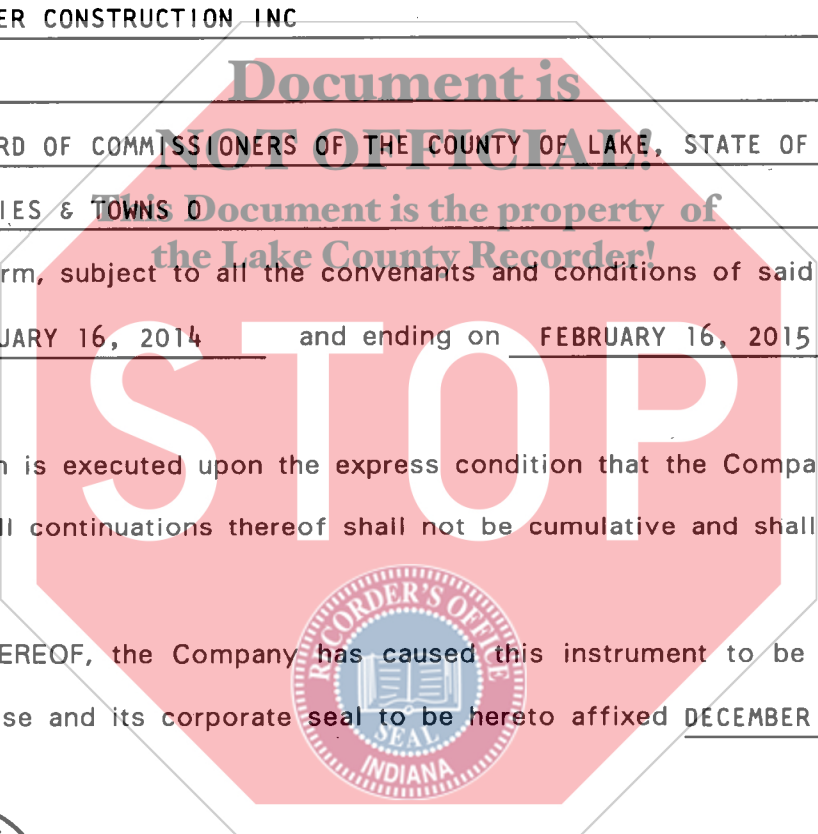 ER CONSTRUCTION INC
Document is
NOT OFFICIAL!
RD OF COMMISSIONERS OF THE COUNTY OF LAKE, STATE OF
IES & TOWNS O
This Document is the property of
the Lake County Recorder!
rm, subject to all the convenants and conditions of said
UARY 16, 2014 and ending on FEBRUARY 16, 2015
STOP
n is executed upon the express condition that the Compa
ll continuations thereof shall not be cumulative and shall
RECORDER'S OFFICE
EREOF, the Company has caused this instrument to be
se and its corporate seal to be hereto affixed DECEMBER
SEAL
INDIANA